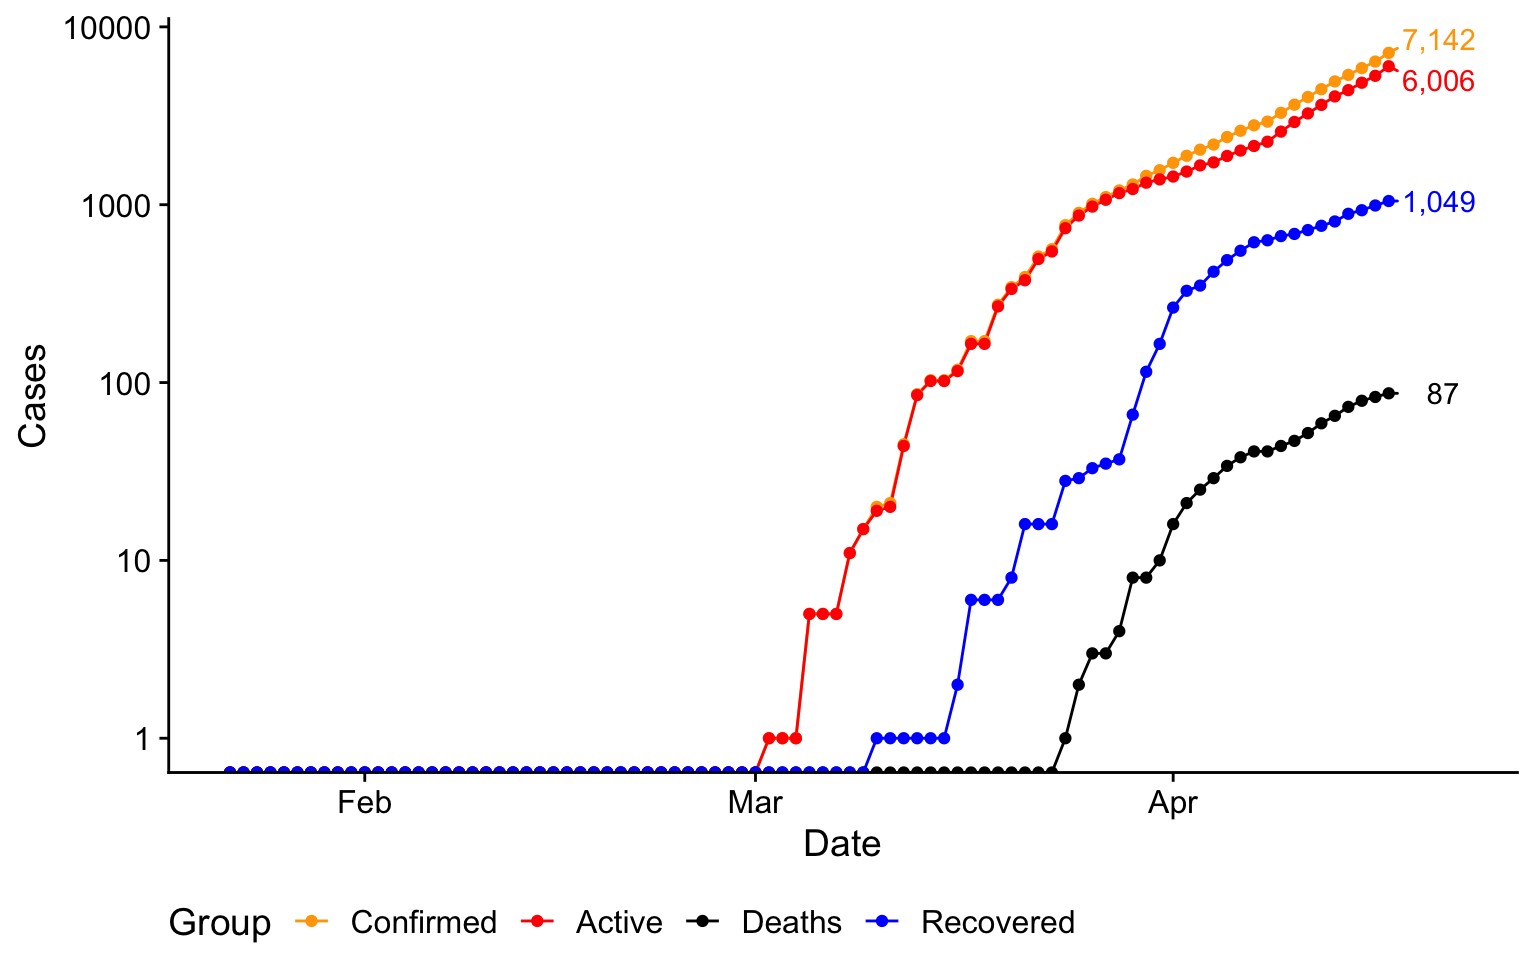 10000
7,142
6,006
1000
1,049
100
87
10
1
Cases
Feb Mar Apr
Date
Group Confirmed Active Deaths Recovered